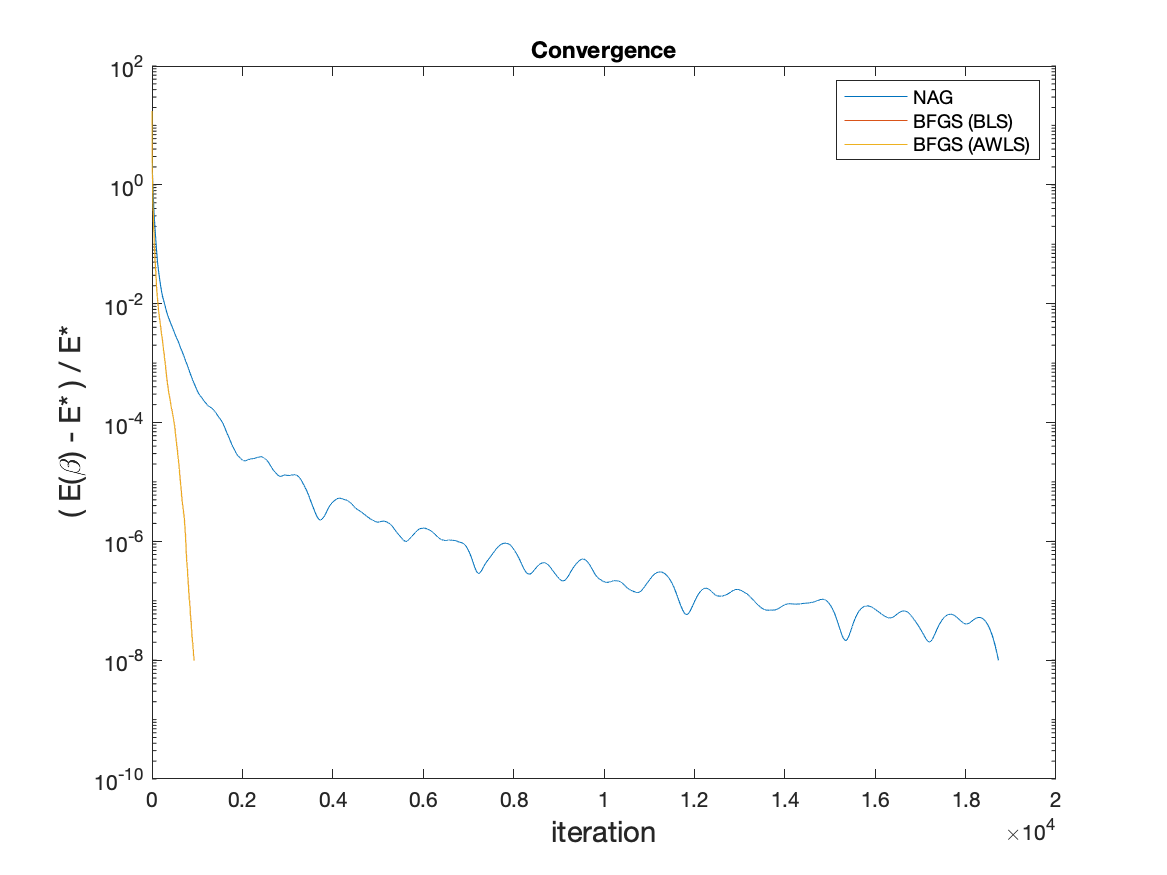 Convergence
10^2
10^0
10^-2
10^-4
10^-6
10^-8
10^-10
( E(β) - E* ) / E*
NAG
BFGS (BLS)
BFGS (AWLS)
0 0.2 0.4 0.6 0.8 1 1.2 1.4 1.6 1.8 2
×10^4
iteration